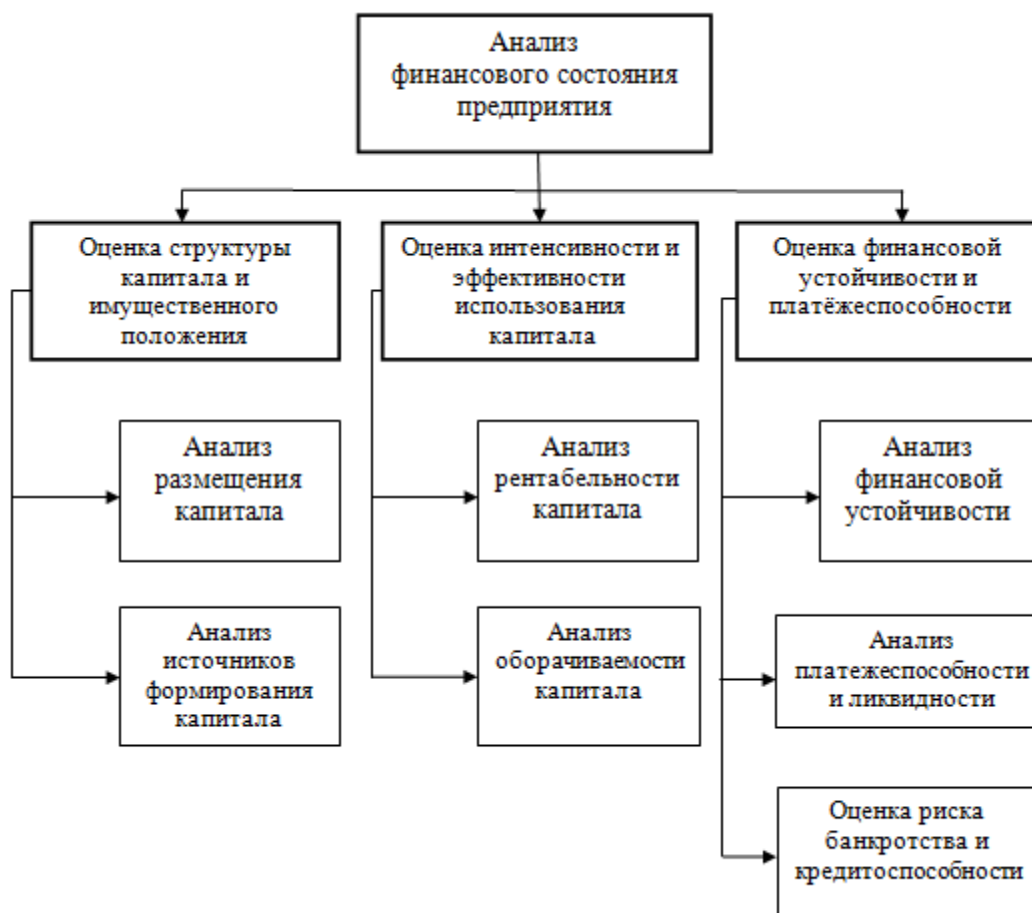 Анализ
финансового состояния
предприятия
Оценка структуры
капитала и
имущественного
положения
Оценка интенсивности и
эффективности
использования
капитала
Оценка финансовой
устойчивости и
платёжеспособности
Анализ
размещения
капитала
Анализ
рентабельности
капитала
Анализ
финансовой
устойчивости
Анализ
источников
формирования
капитала
Анализ
оборачиваемости
капитала
Анализ
платежеспособности
и ликвидности
Оценка риска
банкротства и
кредитоспособности